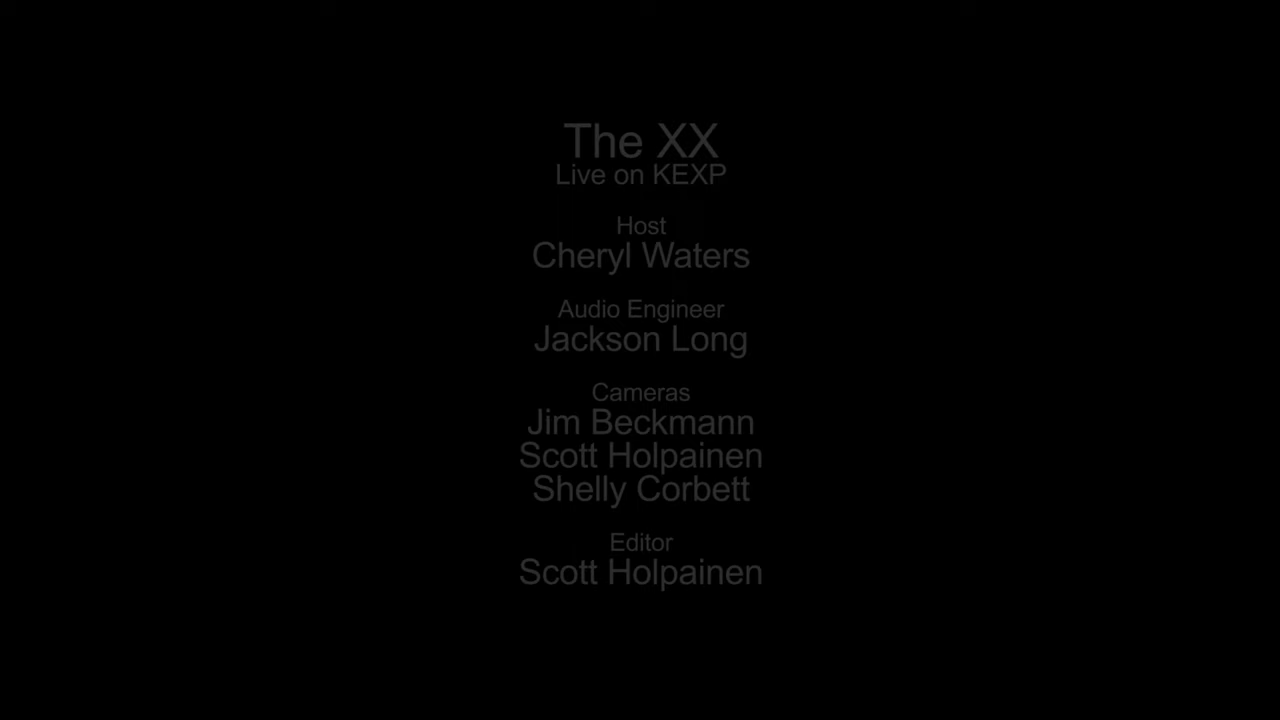 The XX
Live on KEXP
Host
Cheryl Waters
Audio Engineer
Jackson Long
Cameras
Jim Beckmann
Scott Holpainen
Shelly Corbett
Editor
Scott Holpainen